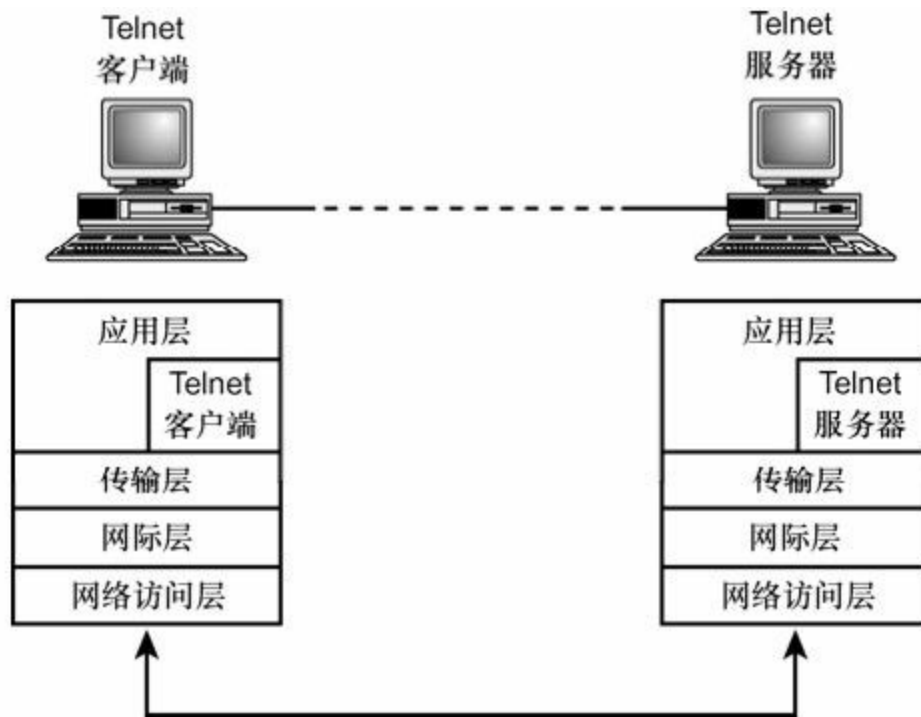 Telnet
客户端
Telnet
服务器
应用层
Telnet
客户端
传输层
网际层
网络访问层
应用层
Telnet
服务器
传输层
网际层
网络访问层